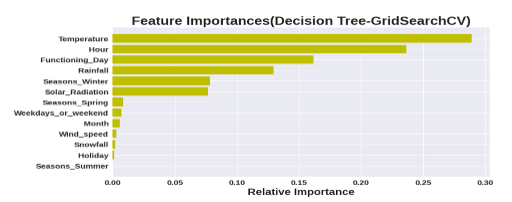 Feature Importances(Decision Tree-GridSearchCV)
Temperature
Hour
Functioning_Day
Rainfall
Seasons_Winter
Solar_Radiation
Seasons_Spring
Weekdays_or_weekend
Month
Wind_speed
Snowfall
Holiday
Seasons_Summer
0.00 0.05 0.10 0.15 0.20 0.25 0.30
Relative Importance